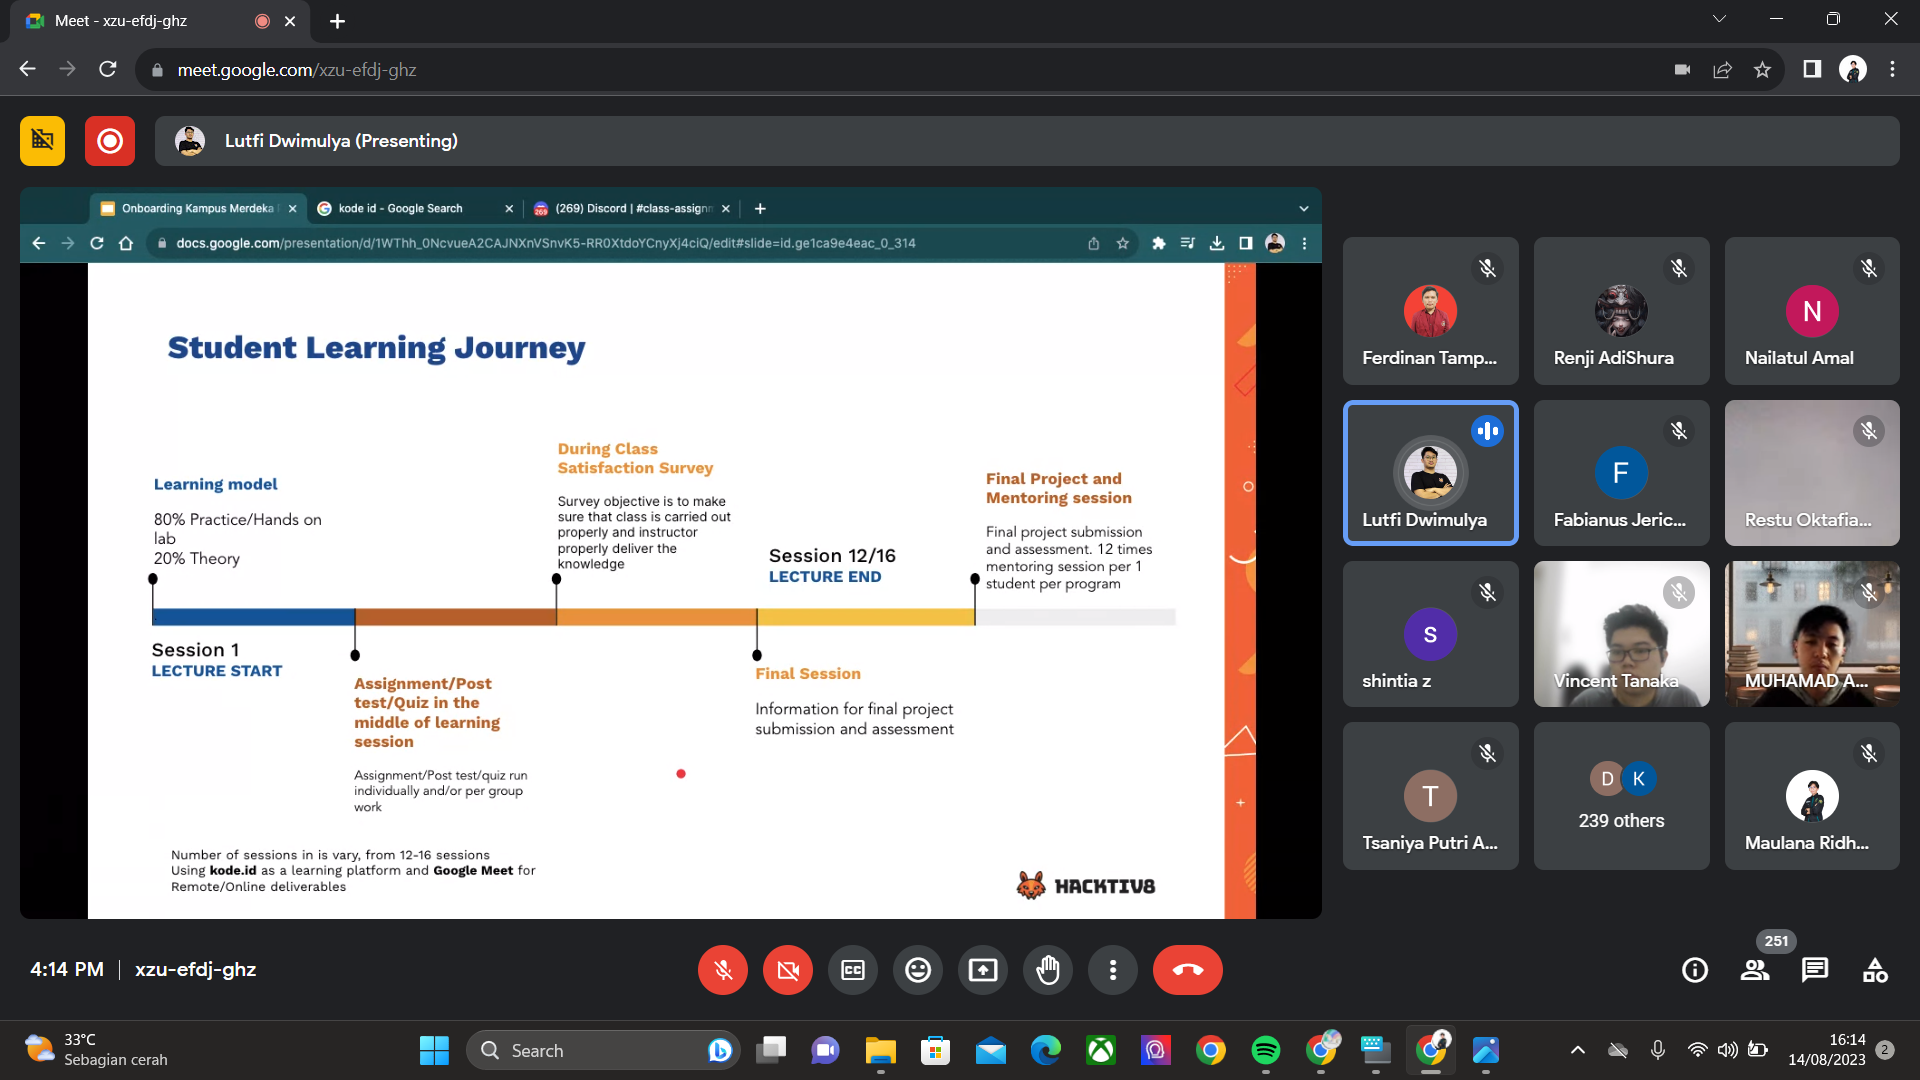 Meet - xzu-efdj-ghz
meet.google.com/xzu-efdj-ghz
Lutfi Dwimulya (Presenting)
Onboarding Kampus Merdeka
kode id - Google Search
(269) Discord | #class-assignm
docs.google.com/presentation/d/1WThh_0NcvueA2CAJNXnVSnvK5-RR0XtdoYCnyXj4ciQ/edit#slide=id.ge1ca9e4eac_0_314
Student Learning Journey
Learning model
80% Practice/Hands on
lab
20% Theory
Session 1
LECTURE START
Assignment/Post
test/Quiz in the
middle of learning
session
Assignment/Post test/quiz run
individually and/or per group
work
During Class
Satisfaction Survey
Survey objective is to make
sure that class is carried out
properly and instructor
properly deliver the
knowledge
Session 12/16
LECTURE END
Final Session
Information for final project
submission and assessment
Final Project and
Mentoring session
Final project submission
and assessment. 12 times
mentoring session per 1
student per program
Number of sessions in is vary, from 12-16 sessions
Using kode.id as a learning platform and Google Meet for
Remote/Online deliverables
HACKTIV8
Ferdinan Tamp...
Renji AdiShura
N
Nailatul Amal
Lutfi Dwimulya
F
Fabianus Jeric...
Restu Oktafia...
S
shintia z
Vincent Tanaka
MUHAMAD A...
T
Tsaniya Putri A...
D K
239 others
Maulana Ridh...
4:14 PM | xzu-efdj-ghz
CC
251
33°C
Sebagian cerah
Search
16:14
14/08/2023
2